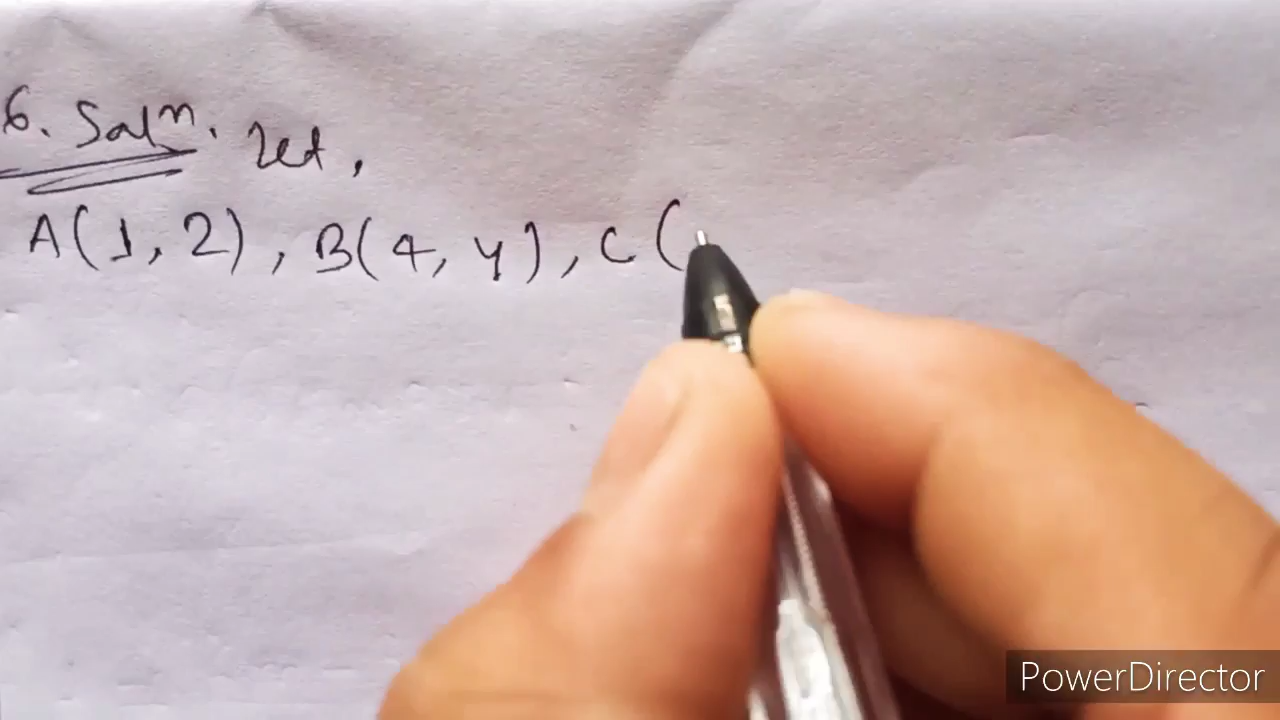 6. Solⁿ. Let,
A(1, 2), B(4, y), C (
PowerDirector